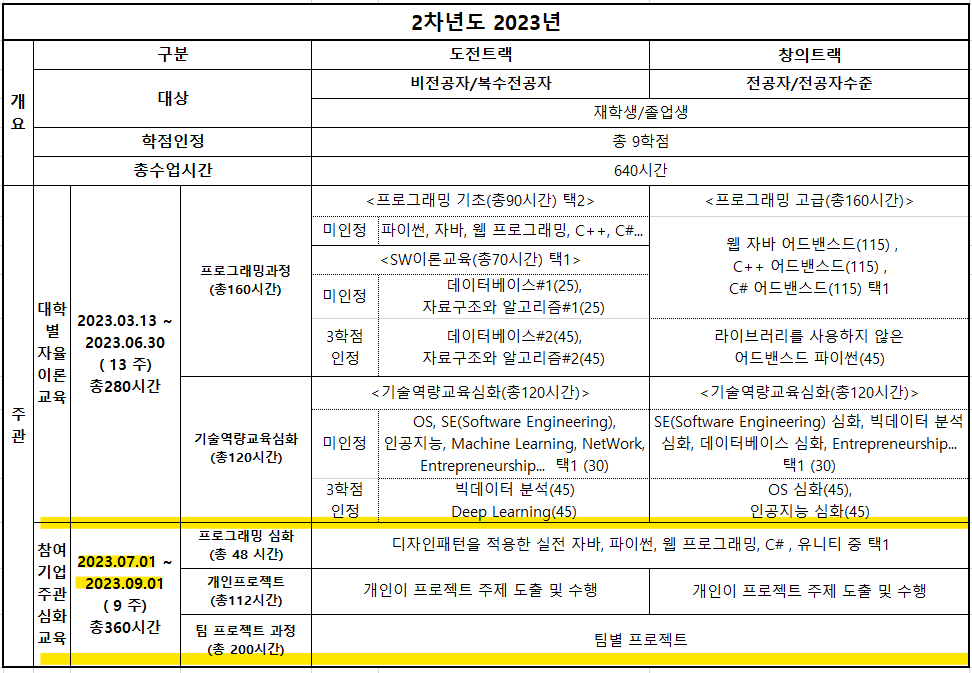 2차년도 2023년
구분
도전트랙
창의트랙
개
요
대상
비전공자/복수전공자
전공자/전공자수준
재학생/졸업생
학점인정
총 9학점
총수업시간
640시간
주
관
대학
별
자율
이론
교육
2023.03.13 ~
2023.06.30
( 13 주)
총280시간
프로그래밍과정
(총160시간)
<프로그래밍 기초(총90시간) 택2>
<프로그래밍 고급(총160시간)>
미인정
파이썬, 자바, 웹 프로그래밍, C++, C#...
<SW이론교육(총70시간) 택1>
웹 자바 어드밴스드(115) ,
C++ 어드밴스드(115) ,
C# 어드밴스드(115) 택1
미인정
데이터베이스#1(25),
자료구조와 알고리즘#1(25)
3학점
인정
데이터베이스#2(45),
자료구조와 알고리즘#2(45)
라이브러리를 사용하지 않은
어드밴스드 파이썬(45)
기술역량교육심화
(총120시간)
<기술역량교육심화(총120시간)>
<기술역량교육심화(총120시간)>
미인정
OS, SE(Software Engineering),
인공지능, Machine Learning, NetWork,
Entrepreneurship... 택1 (30)
SE(Software Engineering) 심화, 빅데이터 분석
심화, 데이터베이스 심화, Entrepreneurship...
택1 (30)
3학점
인정
빅데이터 분석(45)
Deep Learning(45)
OS 심화(45),
인공지능 심화(45)
참여
기업
주관
심화
교육
2023.07.01 ~
2023.09.01
( 9 주)
총360시간
프로그래밍 심화
(총 48 시간)
디자인패턴을 적용한 실전 자바, 파이썬, 웹 프로그래밍, C# , 유니티 중 택1
개인프로젝트
(총112시간)
개인이 프로젝트 주제 도출 및 수행
개인이 프로젝트 주제 도출 및 수행
팀 프로젝트 과정
(총 200시간)
팀별 프로젝트